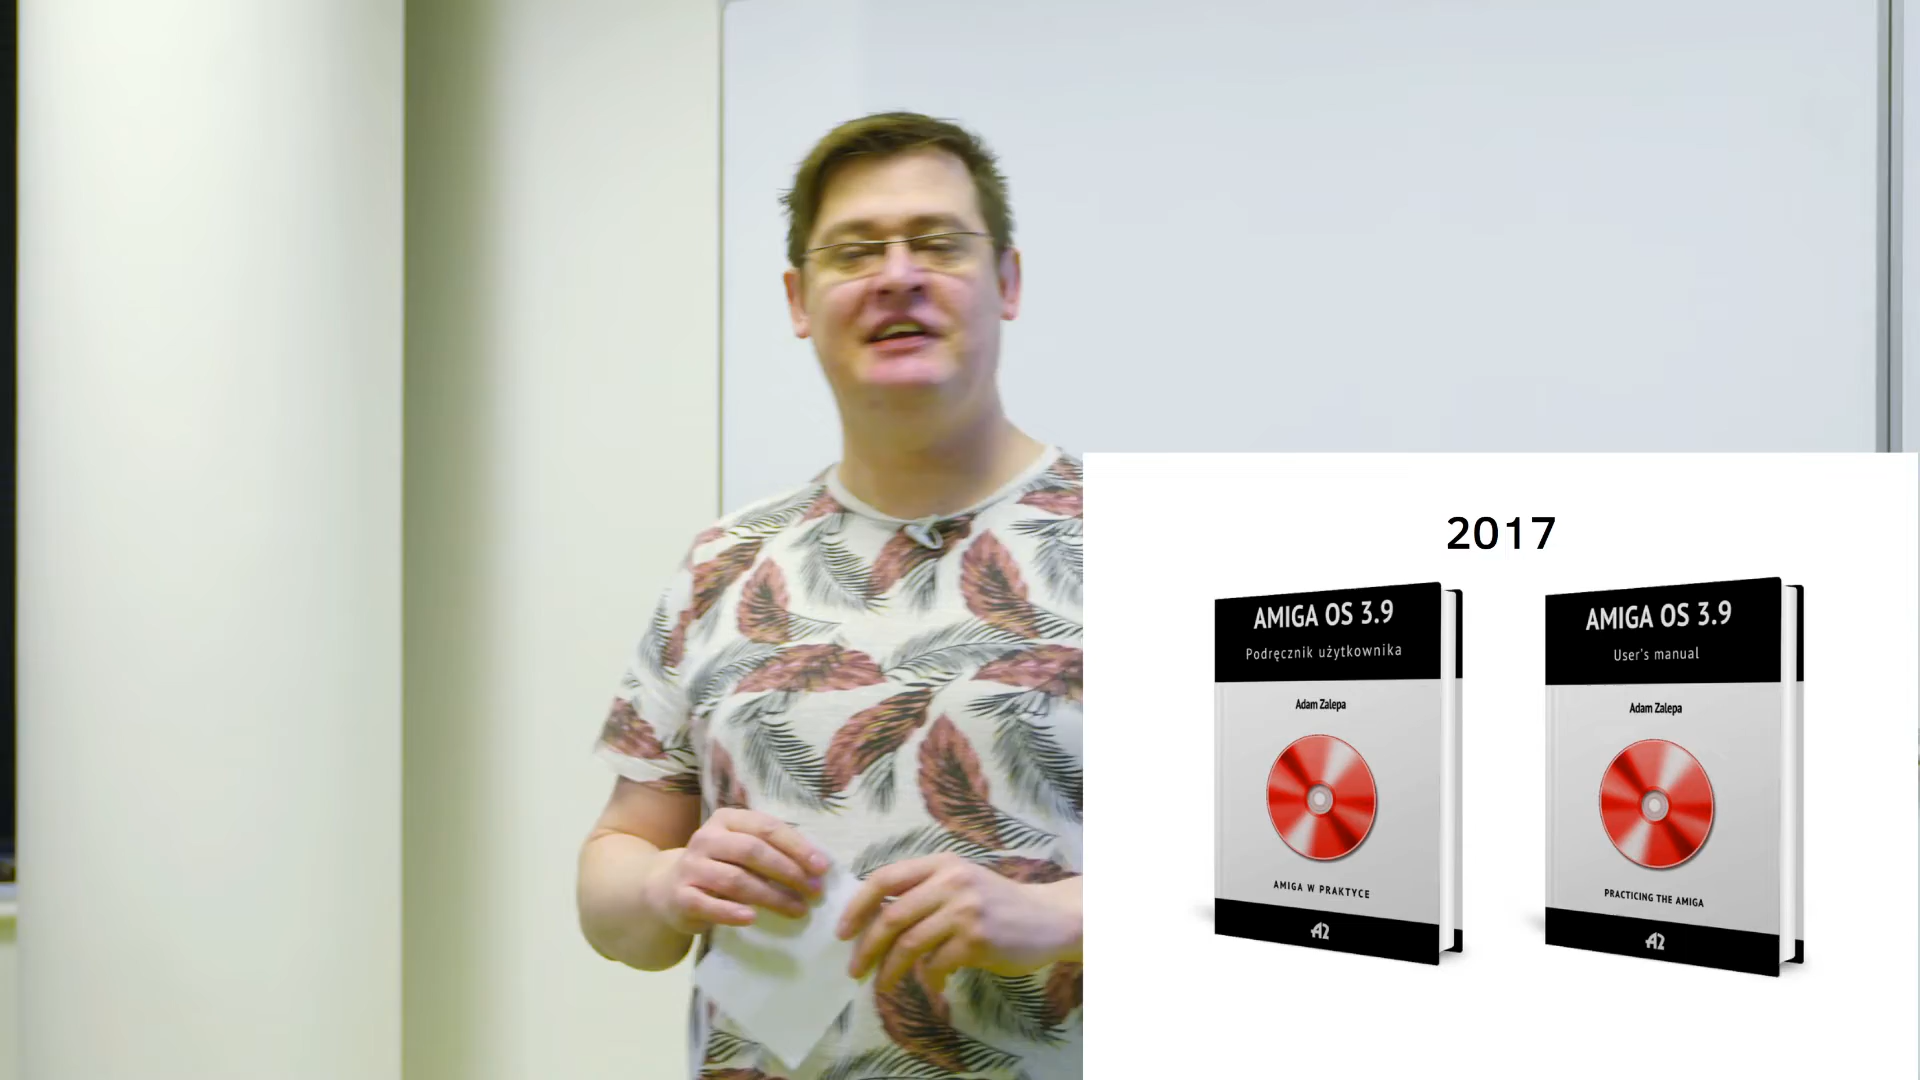 2017
AMIGA OS 3.9
Podręcznik użytkownika
Adam Zalepa
AMIGA W PRAKTYCE
A2
AMIGA OS 3.9
User's manual
Adam Zalepa
PRACTICING THE AMIGA
A2